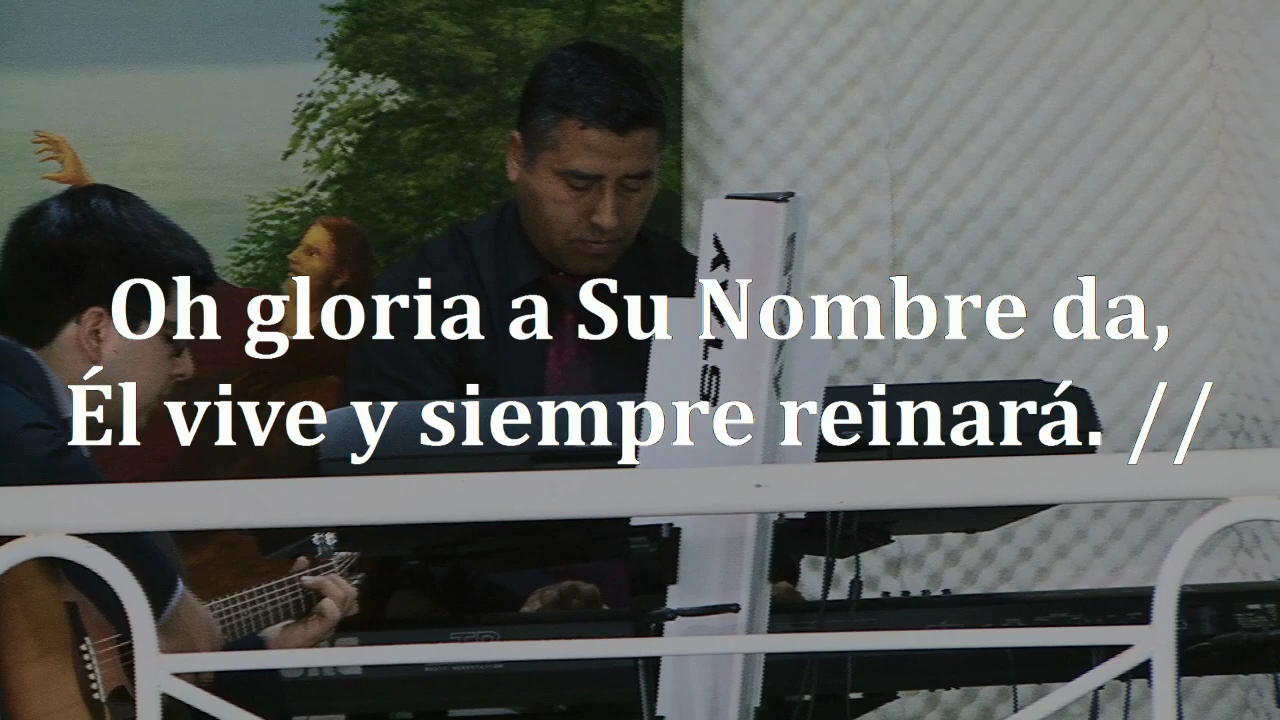 Oh gloria a Su Nombre da,
Él vive y siempre reinará. //